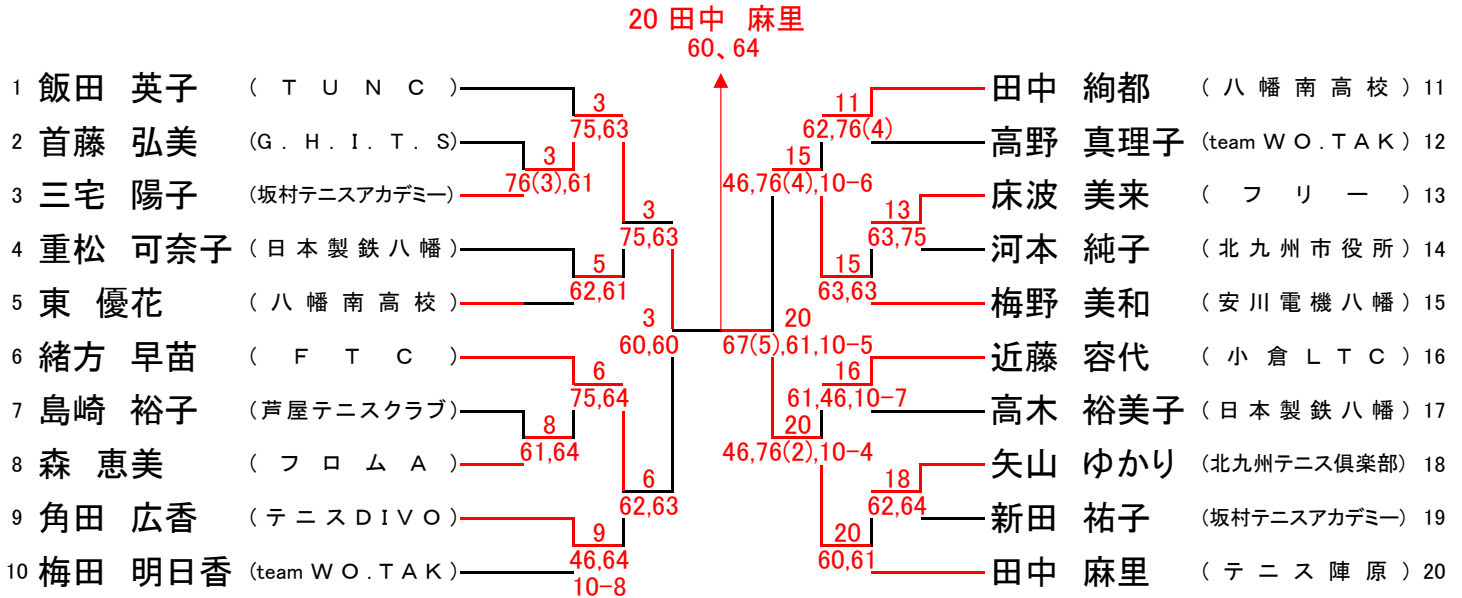 20 田中 麻里
60、64
1 飯田 英子 (TUNC)
2 首藤 弘美 (G.H.I.T.S)
3 三宅 陽子 (坂村テニスアカデミー)
4 重松 可奈子 (日本製鉄八幡)
5 東 優花 (八幡南高校)
6 緒方 早苗 (FTC)
7 島崎 裕子 (芦屋テニスクラブ)
8 森 恵美 (フロムA)
9 角田 広香 (テニスDIVO)
10 梅田 明日香 (team WO.TAK)
3
75,63
3
76(3),61
3
75,63
5
62,61
3
60,60
6
75,64
8
61,64
6
62,63
9
46,64
10-8
11
62,76(4)
15
46,76(4),10-6
13
63,75
15
63,63
20
67(5),61,10-5
16
61,46,10-7
20
46,76(2),10-4
18
62,64
20
60,61
田中 絢都 (八幡南高校) 11
高野 真理子 (team WO.TAK) 12
床波 美来 (フリー) 13
河本 純子 (北九州市役所) 14
梅野 美和 (安川電機八幡) 15
近藤 容代 (小倉LTC) 16
高木 裕美子 (日本製鉄八幡) 17
矢山 ゆかり (北九州テニス倶楽部) 18
新田 祐子 (坂村テニスアカデミー) 19
田中 麻里 (テニス陣原) 20